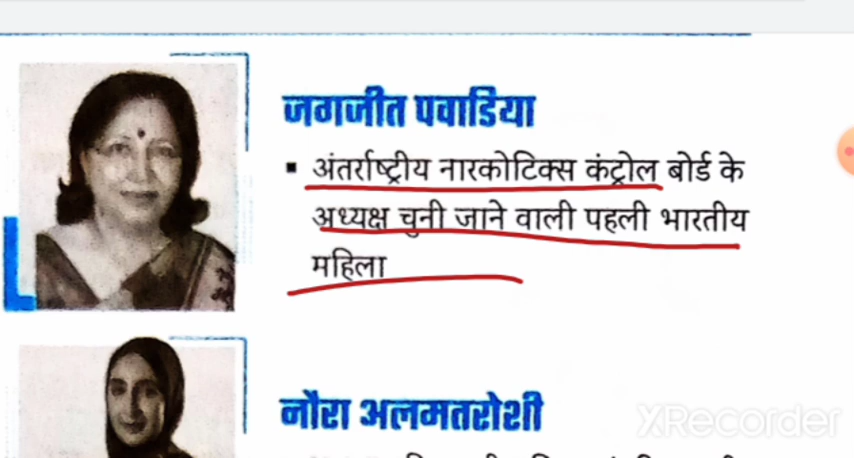 जगजीत पवाडिया
▪ अंतर्राष्ट्रीय नारकोटिक्स कंट्रोल बोर्ड के
अध्यक्ष चुनी जाने वाली पहली भारतीय
महिला
नौरा अलमतरोशी
XRecorder